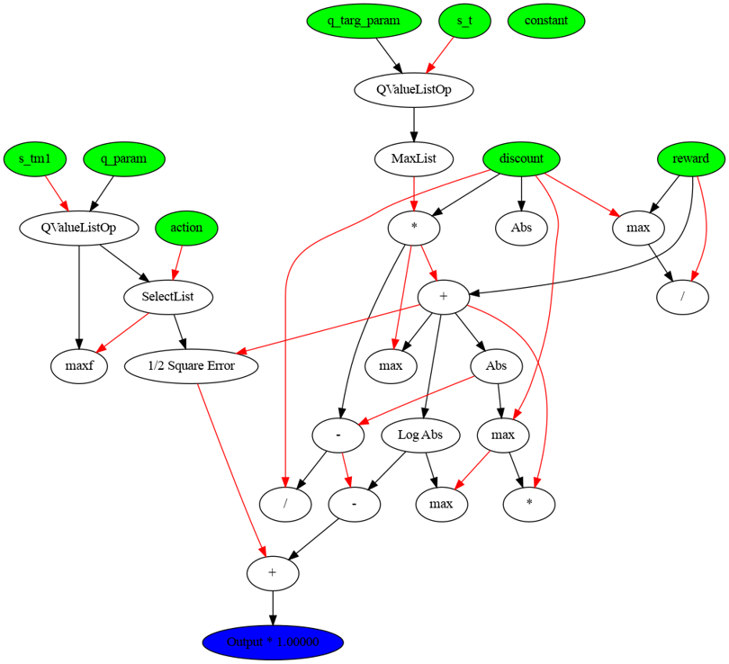 q_targ_param
s_t
constant
QValueListOp
s_tm1
q_param
MaxList
discount
reward
QValueListOp
action
*
Abs
max
SelectList
+
/
maxf
1/2 Square Error
max
Abs
-
Log Abs
max
/
-
max
*
+
Output * 1.00000